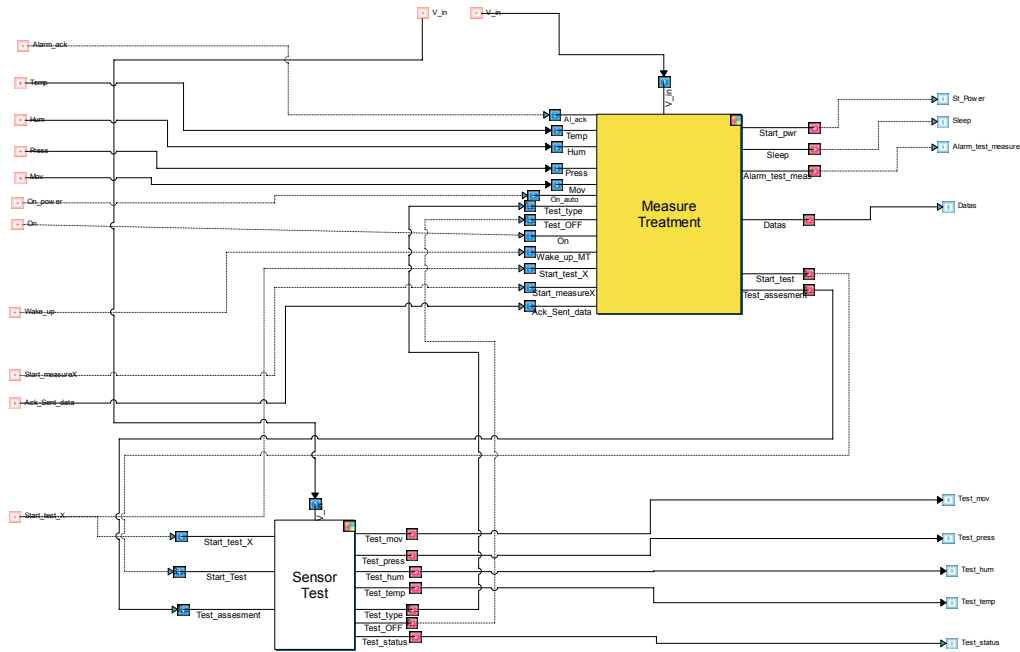 V_in
V_in
Alarm_ack
Temp
Hum
Press
Mov
On_power
On
Wake_up
Start_measureX
Ack_Sent_data
Start_test_X
V_in
Al_ack
Temp
Hum
Press
Mov
On_auto
Test_type
Test_OFF
On
Wake_up_MT
Start_test_X
Start_measureX
Ack_Sent_data
Measure
Treatment
Start_pwr
Sleep
Alarm_test_meas
Datas
Start_test
Test_assesment
St_Power
Sleep
Alarm_test_measure
Datas
V_in
Start_test_X
Start_Test
Test_assesment
Sensor
Test
Test_mov
Test_press
Test_hum
Test_temp
Test_type
Test_OFF
Test_status
Test_mov
Test_press
Test_hum
Test_temp
Test_status